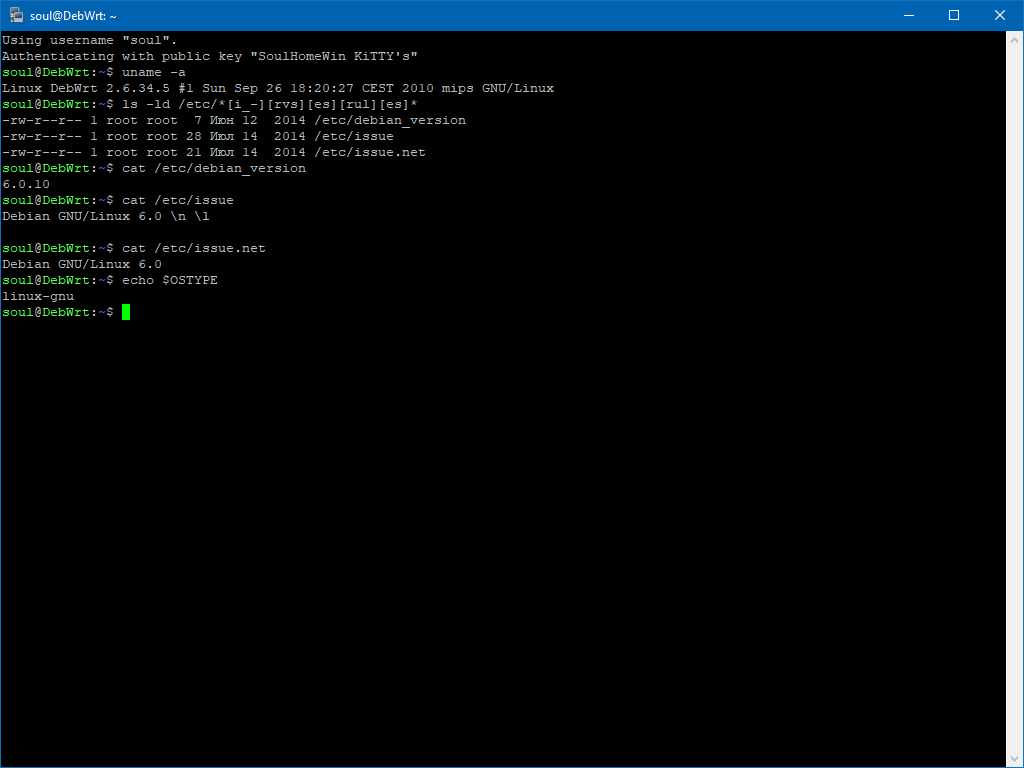 soul@DebWrt: ~
Using username "soul".
Authenticating with public key "SoulHomeWin KiTTY's"
soul@DebWrt:~$ uname -a
Linux DebWrt 2.6.34.5 #1 Sun Sep 26 18:20:27 CEST 2010 mips GNU/Linux
soul@DebWrt:~$ ls -ld /etc/*[i_-][rvs][es][rul][es]*
-rw-r--r-- 1 root root  7 Июн 12  2014 /etc/debian_version
-rw-r--r-- 1 root root 28 Июл 14  2014 /etc/issue
-rw-r--r-- 1 root root 21 Июл 14  2014 /etc/issue.net
soul@DebWrt:~$ cat /etc/debian_version
6.0.10
soul@DebWrt:~$ cat /etc/issue
Debian GNU/Linux 6.0 \n \l
soul@DebWrt:~$ cat /etc/issue.net
Debian GNU/Linux 6.0
soul@DebWrt:~$ echo $OSTYPE
linux-gnu
soul@DebWrt:~$